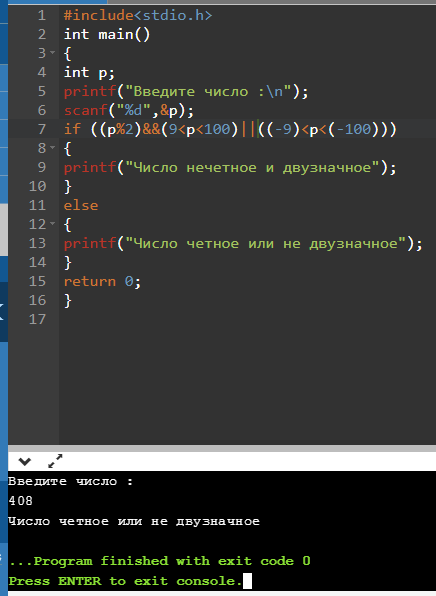 1 #include<stdio.h>
2 int main()
3 {
4 int p;
5 printf("Введите число :\n");
6 scanf("%d",&p);
7 if ((p%2)&&(9<p<100)||((-9)<p<(-100)))
8 {
9 printf("Число нечетное и двузначное");
10 }
11 else
12 {
13 printf("Число четное или не двузначное");
14 }
15 return 0;
16 }
17
Введите число :
408
Число четное или не двузначное
...Program finished with exit code 0
Press ENTER to exit console.